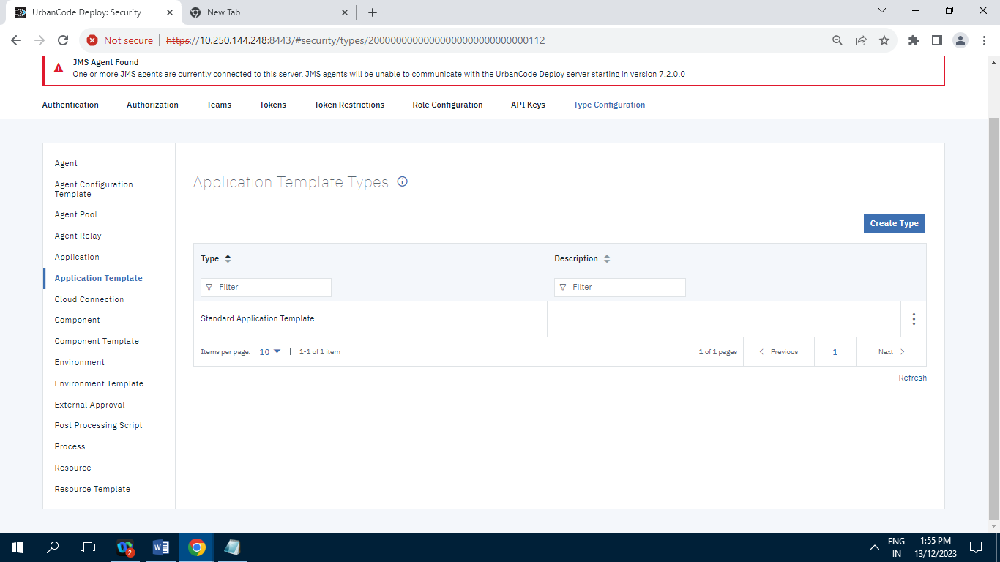 UrbanCode Deploy: Security
New Tab
Not secure https://10.250.144.248:8443/#security/types/20000000000000000000000000000112
JMS Agent Found
One or more JMS agents are currently connected to this server. JMS agents will be unable to communicate with the UrbanCode Deploy server starting in version 7.2.0.0
Authentication Authorization Teams Tokens Token Restrictions Role Configuration API Keys Type Configuration
Agent
Agent Configuration
Template
Agent Pool
Agent Relay
Application
Application Template
Cloud Connection
Component
Component Template
Environment
Environment Template
External Approval
Post Processing Script
Process
Resource
Resource Template
Application Template Types
Create Type
Type Description
Filter Filter
Standard Application Template
Items per page: 10 | 1-1 of 1 item 1 of 1 pages Previous 1 Next
Refresh
2
ENG
IN
1:55 PM
13/12/2023